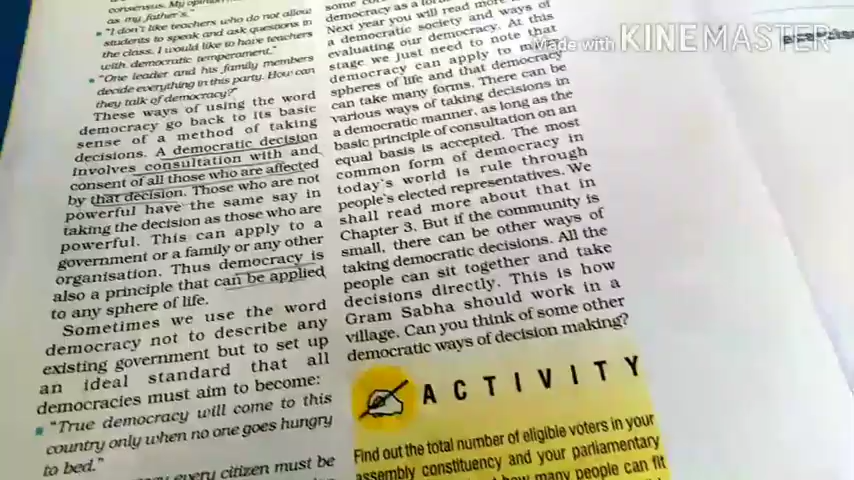 consensus. My opinion
as my father's."
"I don't like teachers who do not allow
students to speak and ask questions in
the class. I would like to have teachers
with democratic temperament."
"One leader and his family members
decide everything in this party. How can
they talk of democracy?"
These ways of using the word
democracy go back to its basic
sense of a method of taking
decisions. A democratic decision
involves consultation with and
consent of all those who are affected
by that decision. Those who are not
powerful have the same say in
taking the decision as those who are
powerful. This can apply to a
government or a family or any other
organisation. Thus democracy is
also a principle that can be applied
to any sphere of life.
Sometimes we use the word
democracy not to describe any
existing government but to set up
an ideal standard that all
democracies must aim to become:
"True democracy will come to this
country only when no one goes hungry
to bed."
every citizen must be
democracy as a
Next year you will read more
a democratic society and ways of
evaluating our democracy. At this
stage we just need to note that
democracy can apply to
spheres of life and that democracy
can take many forms. There can be
various ways of taking decisions in
a democratic manner, as long as the
basic principle of consultation on an
equal basis is accepted. The most
common form of democracy in
today's world is rule through
people's elected representatives. We
shall read more about that in
Chapter 3. But if the community is
small, there can be other ways of
taking democratic decisions. All the
people can sit together and take
decisions directly. This is how
Gram Sabha should work in a
village. Can you think of some other
democratic ways of decision making?
ACTIVITY
Find out the total number of eligible voters in your
assembly constituency and your parliamentary
how many people can fit
Made with KINEMASTER